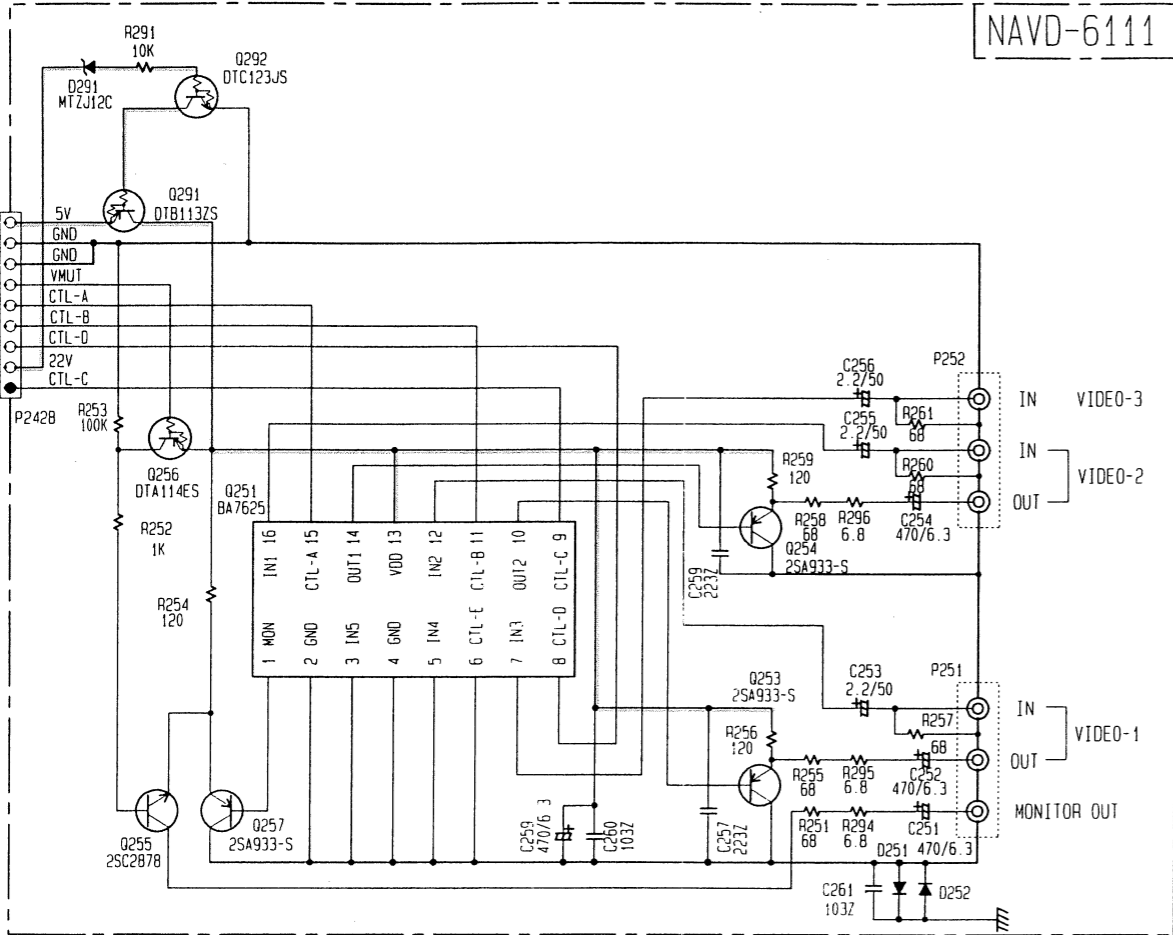 NAVD-6111
R291
10K
D291
MTZJ12C
Q292
DTC123JS
Q291
DTB113ZS
5V
GND
GND
VMUT
CTL-A
CTL-B
CTL-D
22V
CTL-C
P242B
R253
100K
Q256
DTA114ES
R252
1K
R254
120
Q251
BA7625
IN1 16
CTL-A 15
OUT1 14
VDD 13
IN2 12
CTL-B 11
OUT2 10
CTL-C 9
1 MON
2 GND
3 IN5
4 GND
5 IN4
6 CTL-E
7 IN3
8 CTL-D
C256
2.2/50
C255
2.2/50
P252
R261
68
R260
68
IN VIDEO-3
IN
VIDEO-2
OUT
R259
120
R258
68
R296
6.8
C254
470/6.3
Q254
2SA933-S
C259
223Z
Q253
2SA933-S
C253
2.2/50
P251
R257
68
IN
VIDEO-1
OUT
MONITOR OUT
R256
120
R255
68
R295
6.8
C252
470/6.3
R251
68
R294
6.8
C251
470/6.3
Q255
2SC2878
Q257
2SA933-S
C259
470/6 3
C260
103Z
C257
223Z
D251
C261
103Z
D252